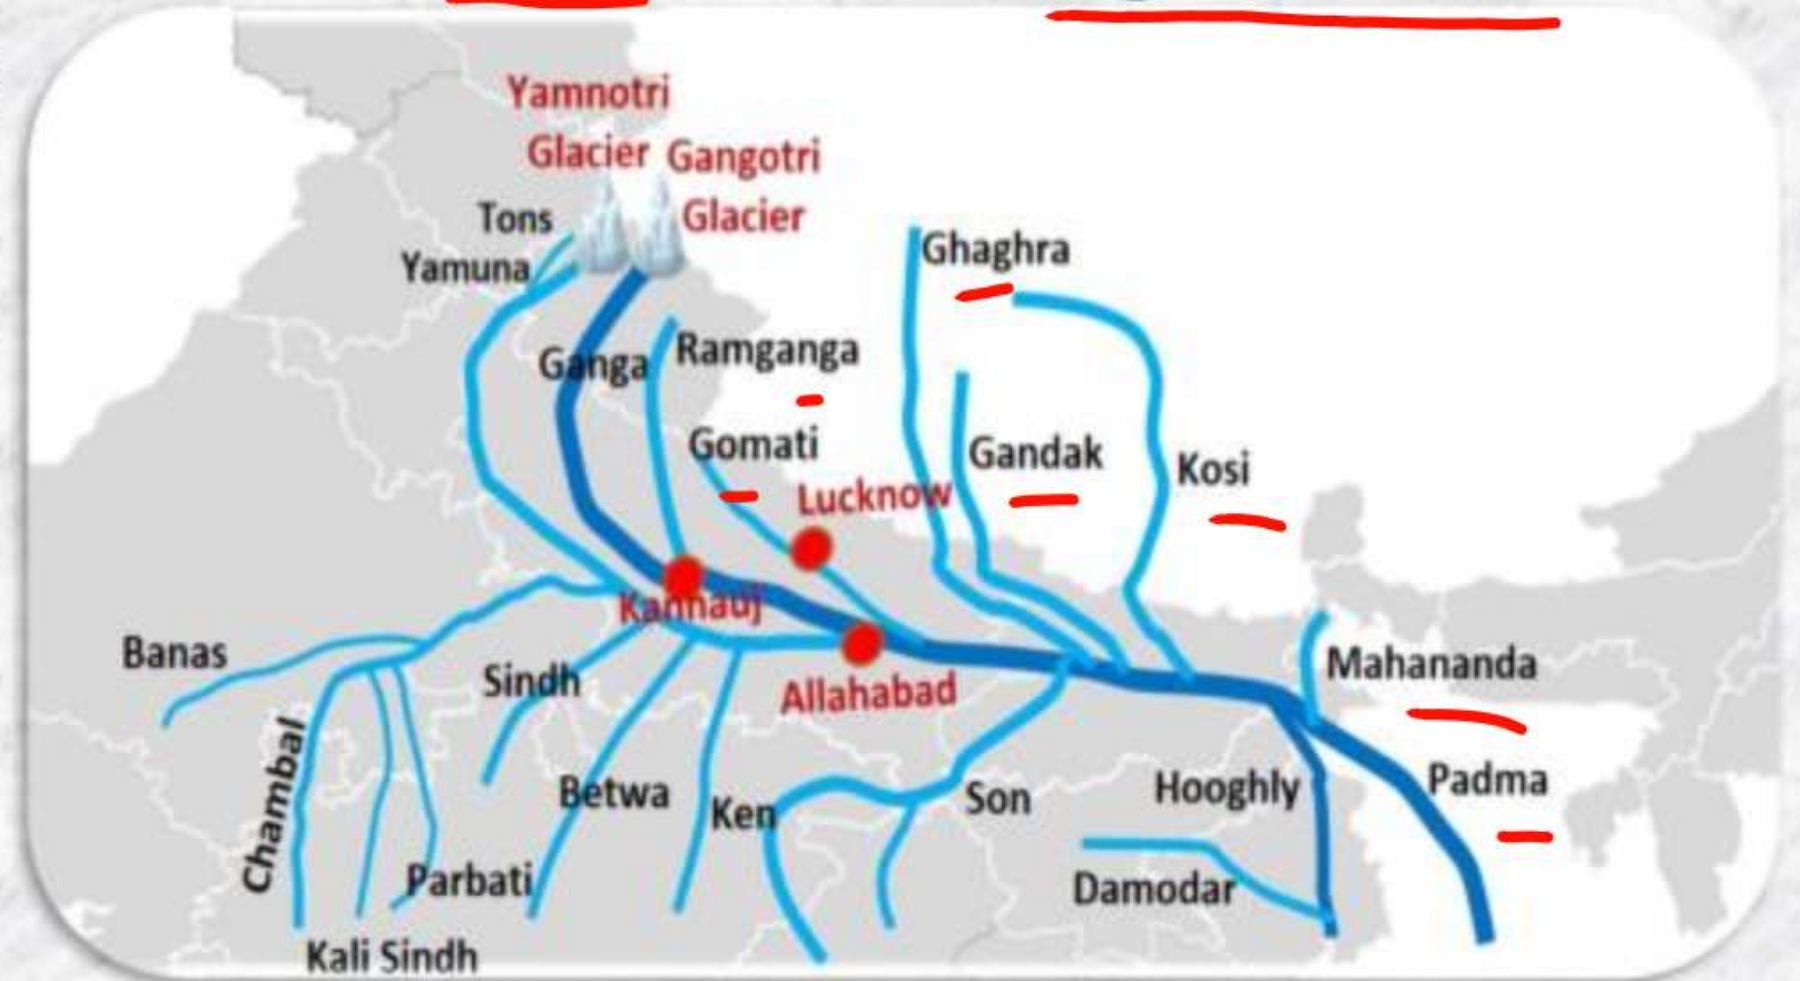 Yamnotri
Glacier
Gangotri
Glacier
Tons
Yamuna
Ghaghra
Ganga
Ramganga
Gomati
Gandak
Kosi
Lucknow
Kannauj
Banas
Sindh
Allahabad
Mahananda
Chambal
Betwa
Ken
Son
Hooghly
Padma
Parbati
Damodar
Kali Sindh